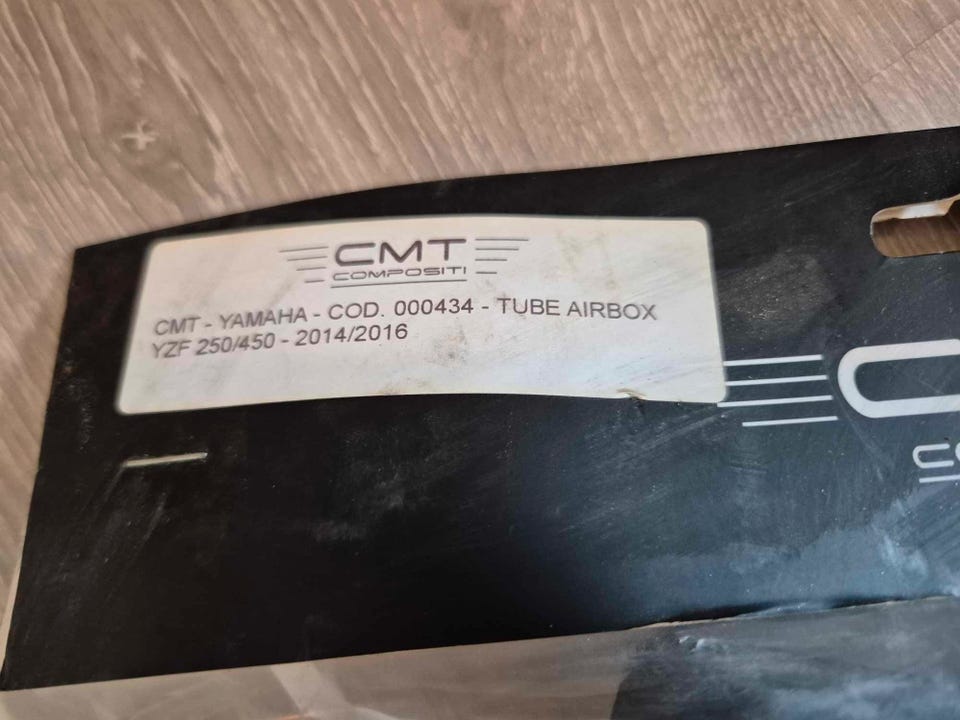 CMT
COMPOSITI
CMT - YAMAHA - COD. 000434 - TUBE AIRBOX
YZF 250/450 - 2014/2016